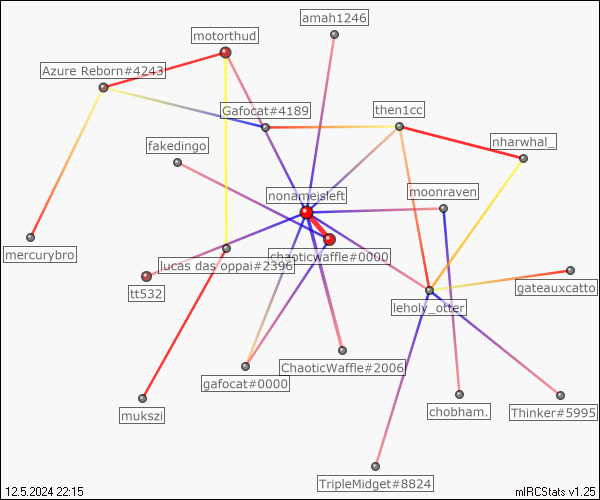 amah1246
motorthud
Azure Reborn#4243
Gafocat#4189
then1cc
nharwhal_
fakedingo
moonraven
nonameisleft
mercurybro
chaoticwaffle#0000
lucas das oppai#2396
tt532
gateauxcatto
leholy_otter
ChaoticWaffle#2006
gafocat#0000
mukszi
chobham.
Thinker#5995
TripleMidget#8824
12.5.2024 22:15
mIRCStats v1.25